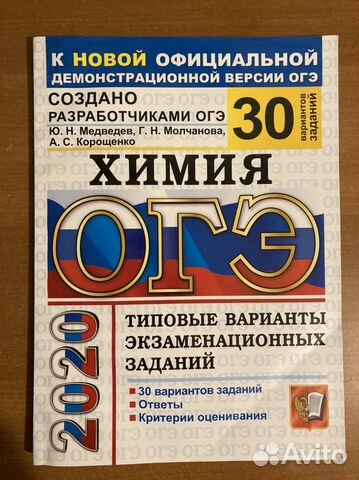 К НОВОЙ ОФИЦИАЛЬНОЙ
ДЕМОНСТРАЦИОННОЙ ВЕРСИИ ОГЭ
СОЗДАНО
РАЗРАБОТЧИКАМИ ОГЭ
Ю. Н. Медведев, Г. Н. Молчанова,
А. С. Корощенко
30
вариантов
заданий
ХИМИЯ
ОГЭ
2020
ТИПОВЫЕ ВАРИАНТЫ
ЭКЗАМЕНАЦИОННЫХ
ЗАДАНИЙ
30 вариантов заданий
Ответы
Критерии оценивания
Avito